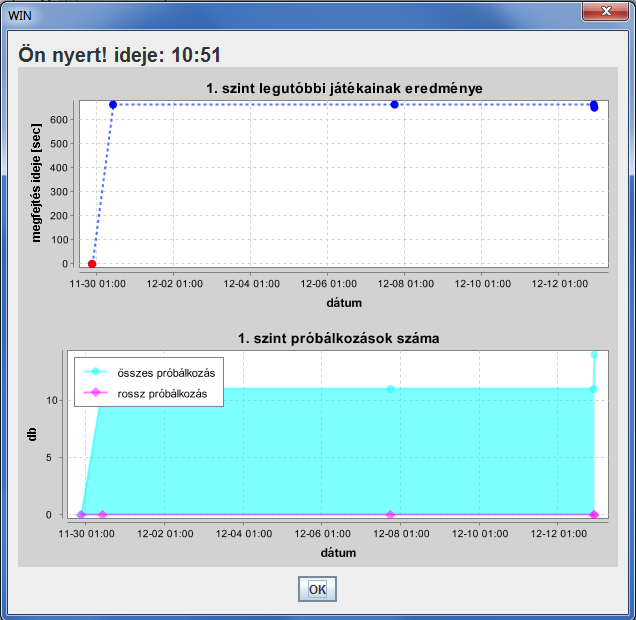 WIN
Ön nyert! ideje: 10:51
1. szint legutóbbi játékainak eredménye
megfejtés ideje [sec]
600
500
400
300
200
100
0
11-30 01:00 12-02 01:00 12-04 01:00 12-06 01:00 12-08 01:00 12-10 01:00 12-12 01:00
dátum
1. szint próbálkozások száma
összes próbálkozás
rossz próbálkozás
db
10
5
0
11-30 01:00 12-02 01:00 12-04 01:00 12-06 01:00 12-08 01:00 12-10 01:00 12-12 01:00
dátum
OK